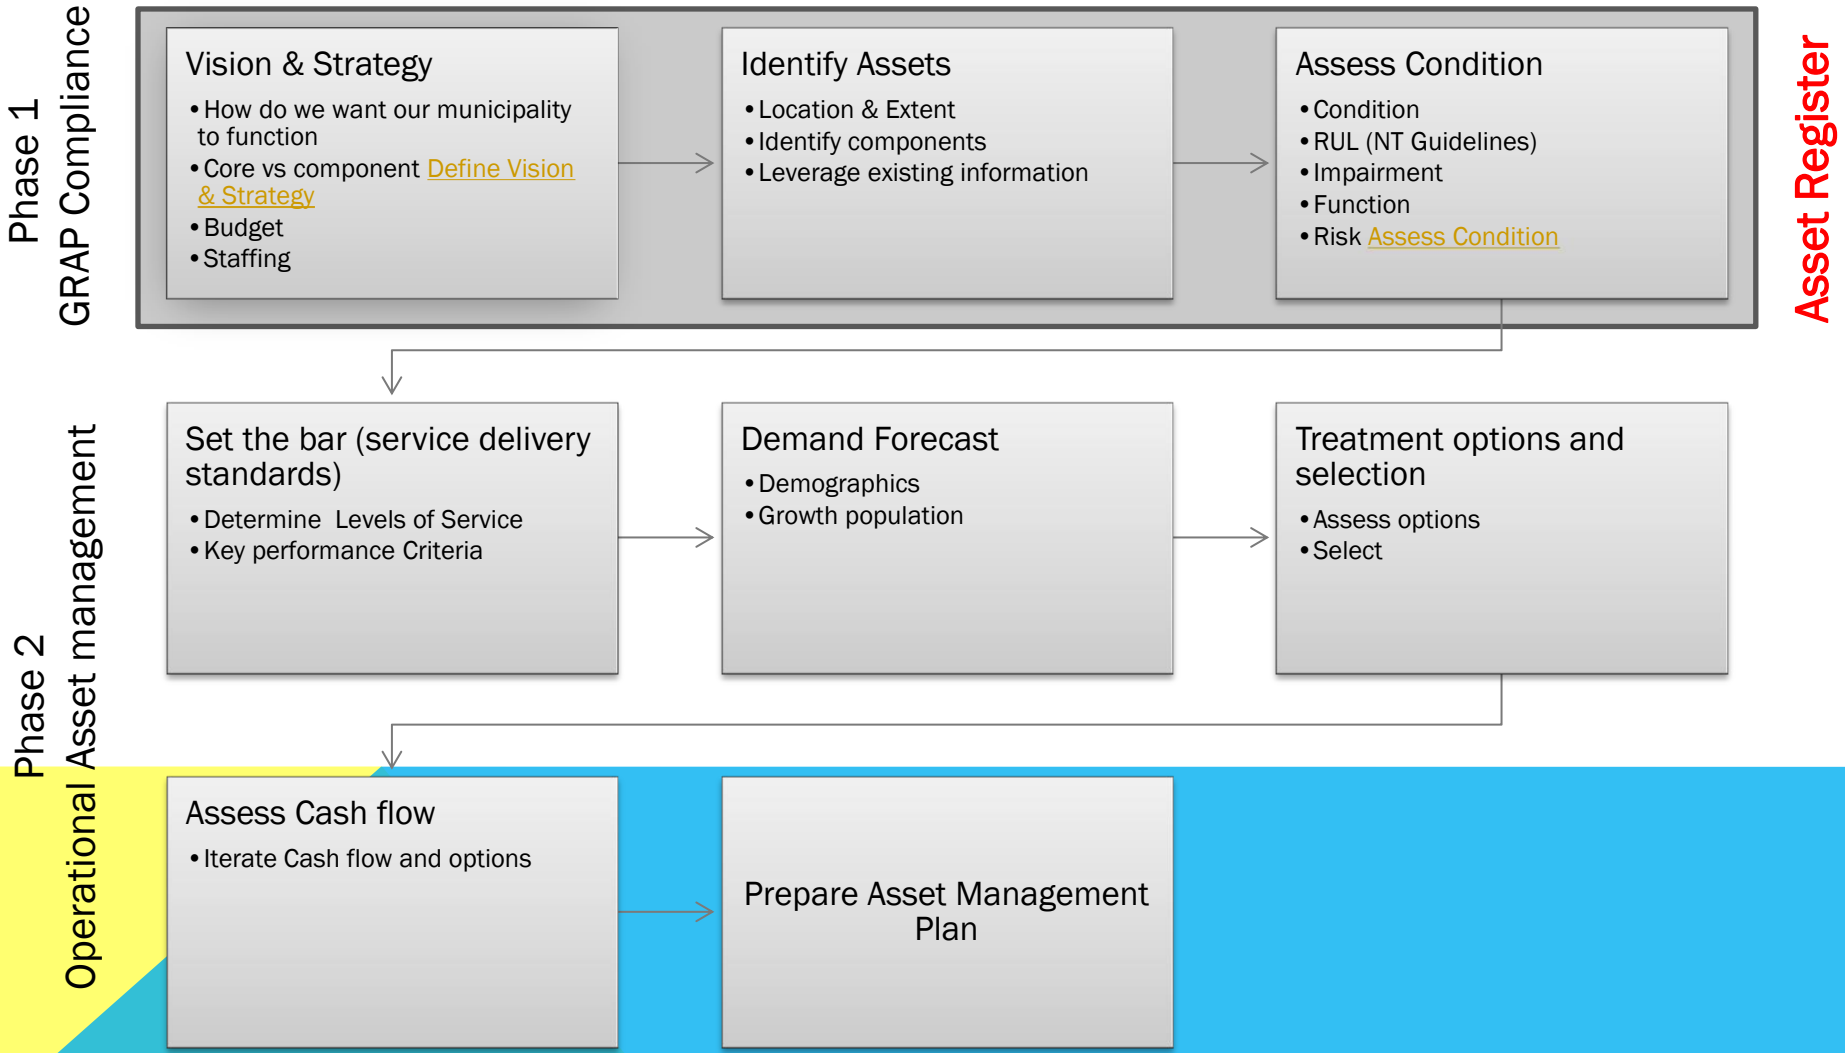 Phase 1
GRAP Compliance
Vision & Strategy
•How do we want our municipality
to function
•Core vs component Define Vision
& Strategy
•Budget
•Staffing
Identify Assets
•Location & Extent
•Identify components
•Leverage existing information
Assess Condition
•Condition
•RUL (NT Guidelines)
•Impairment
•Function
•Risk Assess Condition
Asset Register
Phase 2
Operational Asset management
Set the bar (service delivery
standards)
•Determine Levels of Service
•Key performance Criteria
Demand Forecast
•Demographics
•Growth population
Treatment options and
selection
•Assess options
•Select
Assess Cash flow
•Iterate Cash flow and options
Prepare Asset Management
Plan